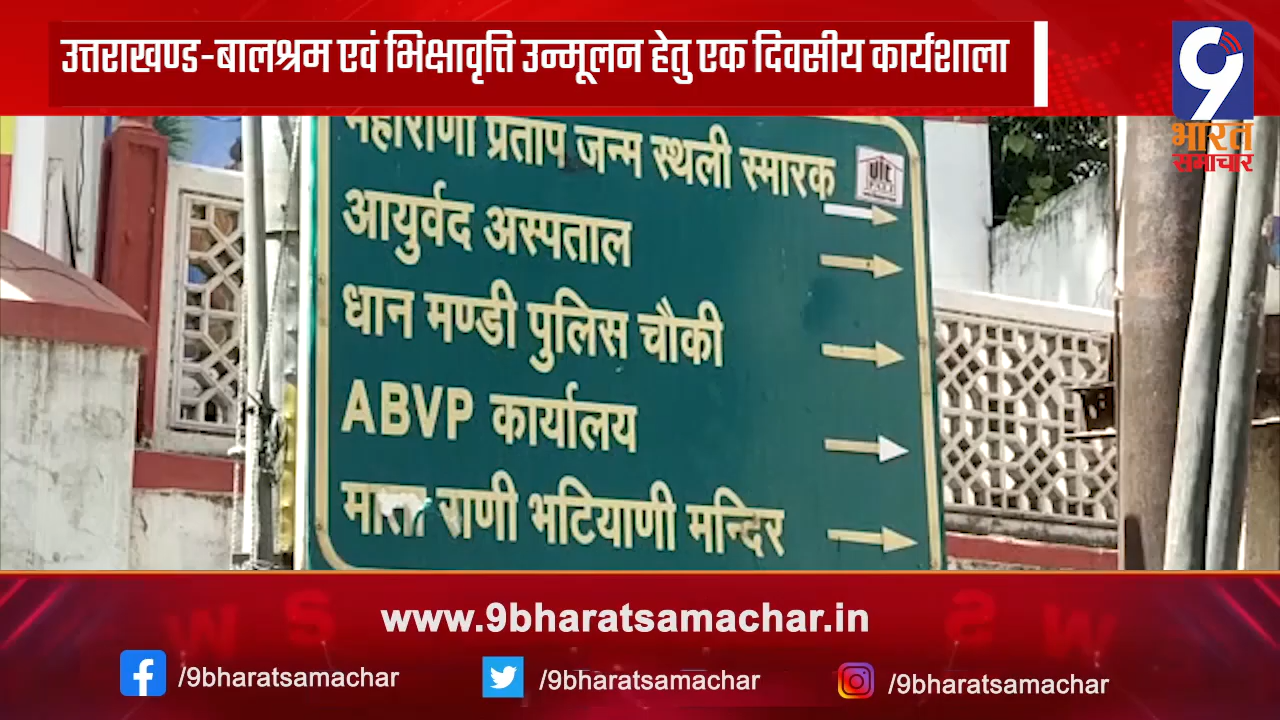 उत्तराखण्ड-बालश्रम एवं भिक्षावृत्ति उन्मूलन हेतु एक दिवसीय कार्यशाला
9
भारत
समाचार
महाराणा प्रताप जन्म स्थली स्मारक
आयुर्वद अस्पताल
धान मण्डी पुलिस चौकी
ABVP कार्यालय
माता राणी भटियाणी मन्दिर
www.9bharatsamachar.in
/9bharatsamachar
/9bharatsamachar
/9bharatsamachar